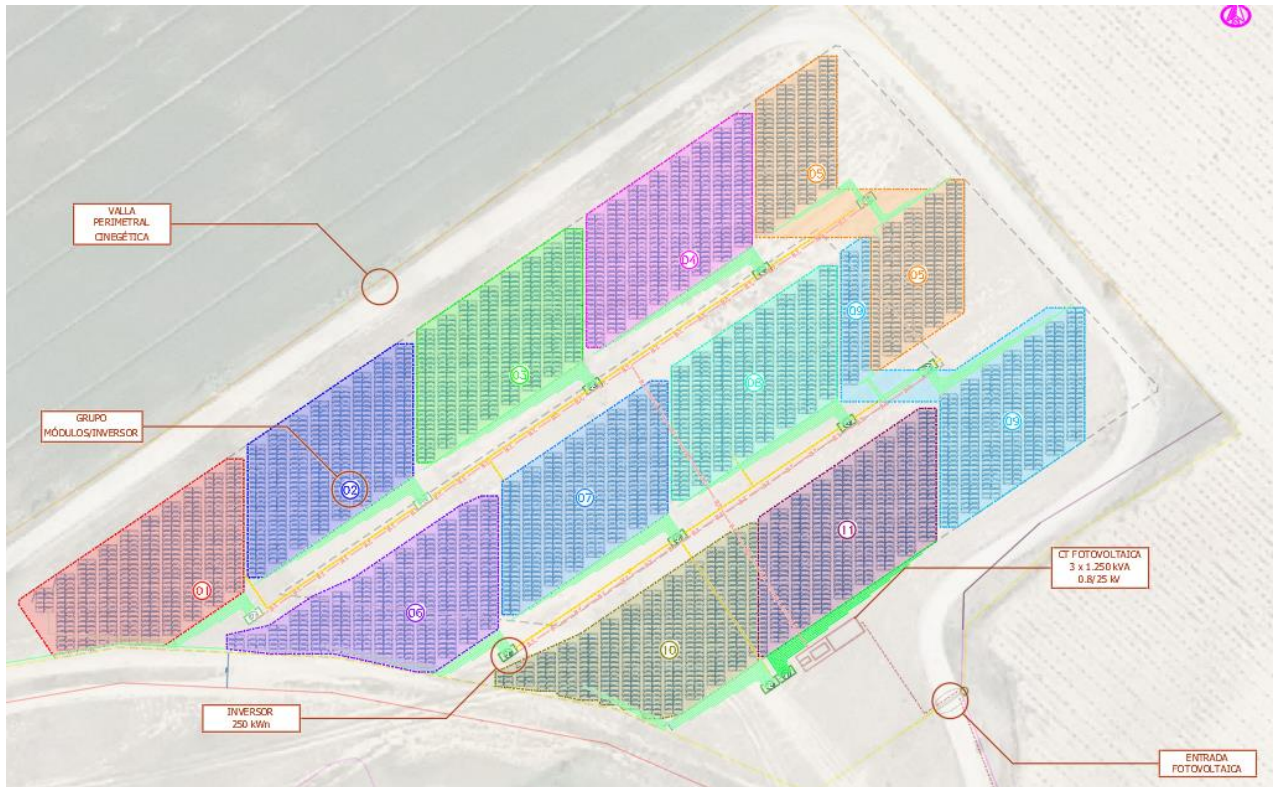 05
VALLA
PERIMETRAL
CINEGÉTICA
04
05
09
03
08
GRUPO
MÓDULOS/INVERSOR
02
09
07
11
01
06
10
CT FOTOVOLTAICA
3 x 1.250 kVA
0.8/25 kV
INVERSOR
250 kWn
ENTRADA
FOTOVOLTAICA